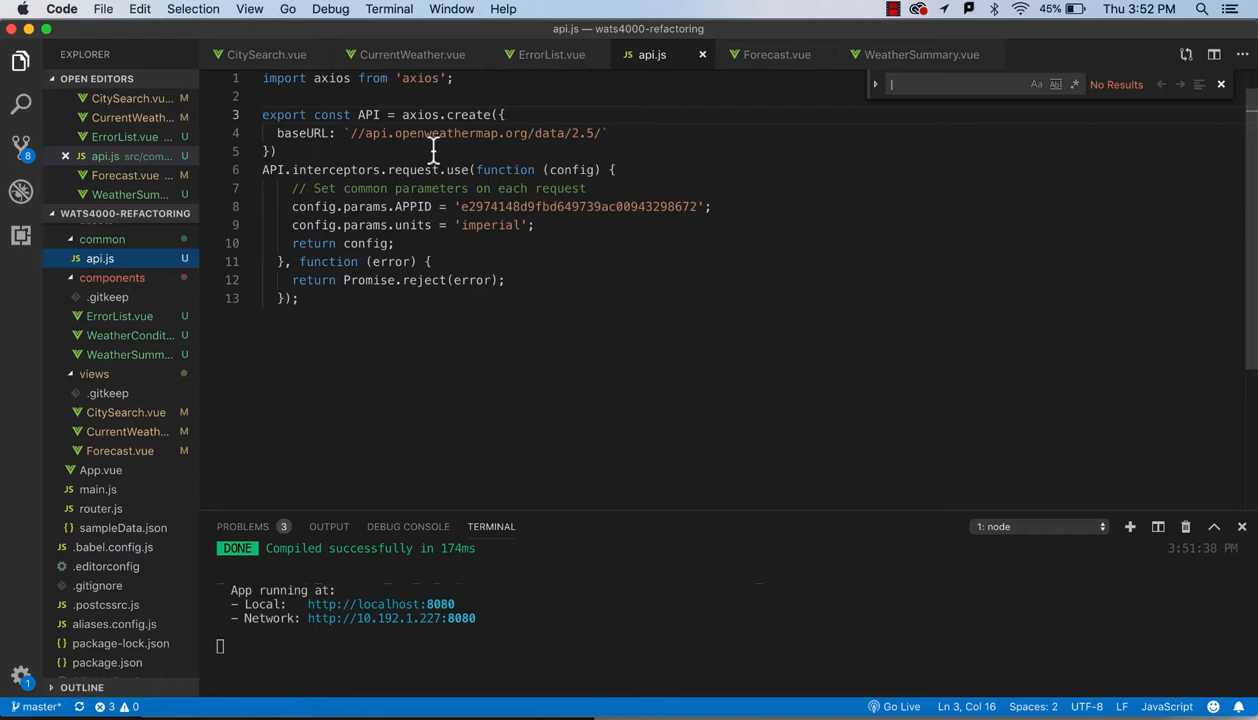 Code File Edit Selection View Go Debug Terminal Window Help 45% Thu 3:52 PM
api.js — wats4000-refactoring
EXPLORER
CitySearch.vue CurrentWeather.vue ErrorList.vue api.js Forecast.vue WeatherSummary.vue
OPEN EDITORS
CitySearch.vu... M
CurrentWeath... M
ErrorList.vue ... U
api.js src/com... U
Forecast.vue ... M
WeatherSum... U
WATS4000-REFACTORING
common
api.js U
components
.gitkeep
ErrorList.vue U
WeatherCondit... U
WeatherSumm... U
views
.gitkeep
CitySearch.vue M
CurrentWeath... M
Forecast.vue M
App.vue
main.js
router.js
sampleData.json
.babel.config.js
.editorconfig
.gitignore
.postcssrc.js
aliases.config.js
package-lock.json
package.json
OUTLINE
8
1
Aa Abl .* No Results
1 import axios from 'axios';
2
3 export const API = axios.create({
4 baseURL: `//api.openweathermap.org/data/2.5/`
5 })
6 API.interceptors.request.use(function (config) {
7 // Set common parameters on each request
8 config.params.APPID = 'e2974148d9fbd649739ac00943298672';
9 config.params.units = 'imperial';
10 return config;
11 }, function (error) {
12 return Promise.reject(error);
13 });
PROBLEMS 3 OUTPUT DEBUG CONSOLE TERMINAL 1: node
DONE Compiled successfully in 174ms 3:51:38 PM
App running at:
- Local: http://localhost:8080
- Network: http://10.192.1.227:8080
master* 3 0 Go Live Ln 3, Col 16 Spaces: 2 UTF-8 LF JavaScript